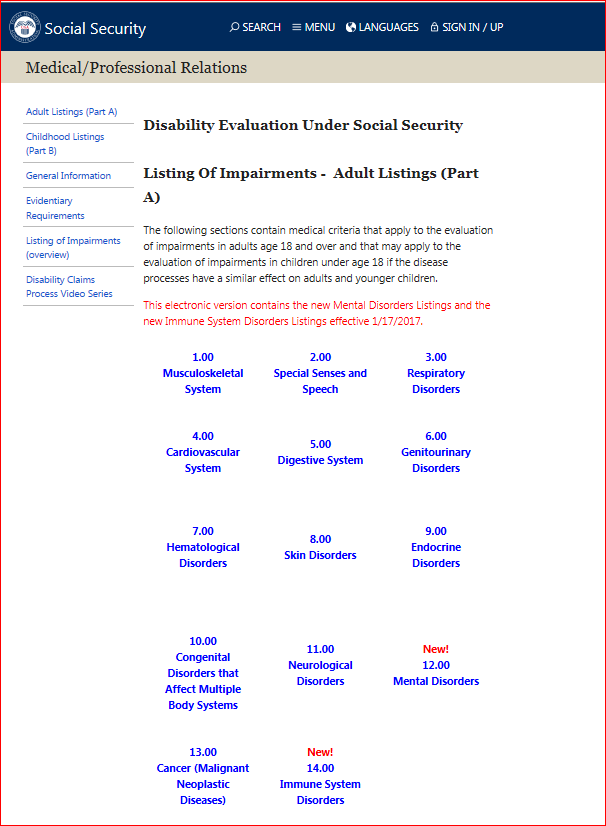 Social Security
SEARCH
MENU
LANGUAGES
SIGN IN / UP
Medical/Professional Relations
Adult Listings (Part A)
Childhood Listings
(Part B)
General Information
Evidentiary
Requirements
Listing of Impairments
(overview)
Disability Claims
Process Video Series
Disability Evaluation Under Social Security
Listing Of Impairments - Adult Listings (Part
A)
The following sections contain medical criteria that apply to the evaluation
of impairments in adults age 18 and over and that may apply to the
evaluation of impairments in children under age 18 if the disease
processes have a similar effect on adults and younger children.
This electronic version contains the new Mental Disorders Listings and the
new Immune System Disorders Listings effective 1/17/2017.
1.00
Musculoskeletal
System
2.00
Special Senses and
Speech
3.00
Respiratory
Disorders
4.00
Cardiovascular
System
5.00
Digestive System
6.00
Genitourinary
Disorders
7.00
Hematological
Disorders
8.00
Skin Disorders
9.00
Endocrine
Disorders
10.00
Congenital
Disorders that
Affect Multiple
Body Systems
11.00
Neurological
Disorders
New!
12.00
Mental Disorders
13.00
Cancer (Malignant
Neoplastic
Diseases)
New!
14.00
Immune System
Disorders